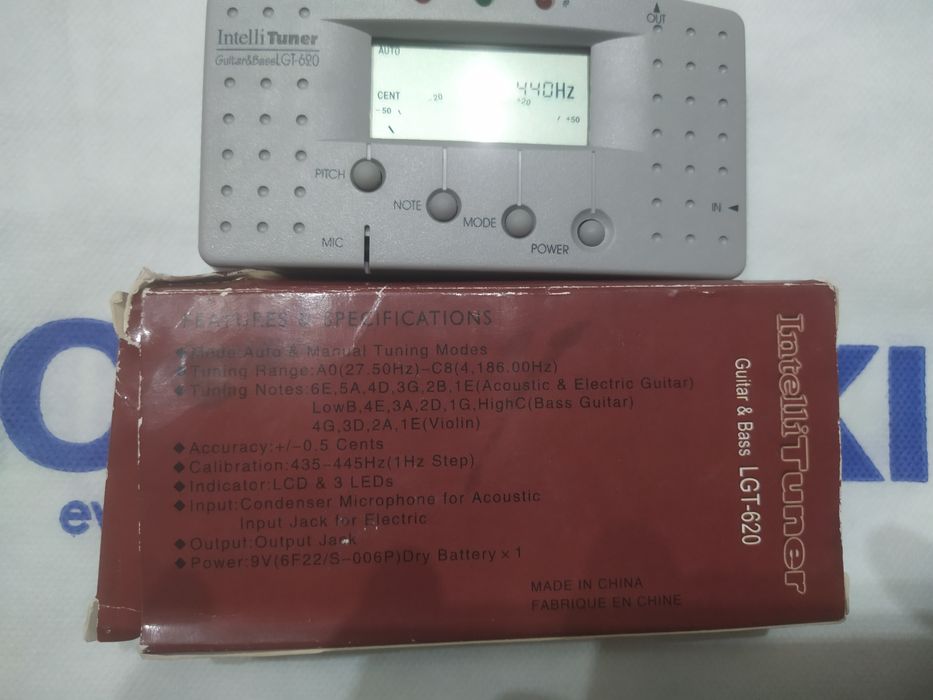 IntelliTuner
Guitar&BassLGT-620
#
OUT
AUTO
440Hz
CENT
-20
+20
-50
+50
PITCH
NOTE
MODE
POWER
MIC
IN
FEATURES & SPECIFICATIONS
◆Mode:Auto & Manual Tuning Modes
◆Tuning Range:A0(27.50Hz)-C8(4,186.00Hz)
◆Tuning Notes:6E,5A,4D,3G,2B,1E(Acoustic & Electric Guitar)
LowB,4E,3A,2D,1G,HighC(Bass Guitar)
4G,3D,2A,1E(Violin)
◆Accuracy:+/-0.5 Cents
◆Calibration:435-445Hz(1Hz Step)
◆Indicator:LCD & 3 LEDs
◆Input:Condenser Microphone for Acoustic
Input Jack for Electric
◆Output:Output Jack
◆Power:9V(6F22/S-006P)Dry Battery×1
MADE IN CHINA
FABRIQUE EN CHINE
IntelliTuner
Guitar & Bass LGT-620